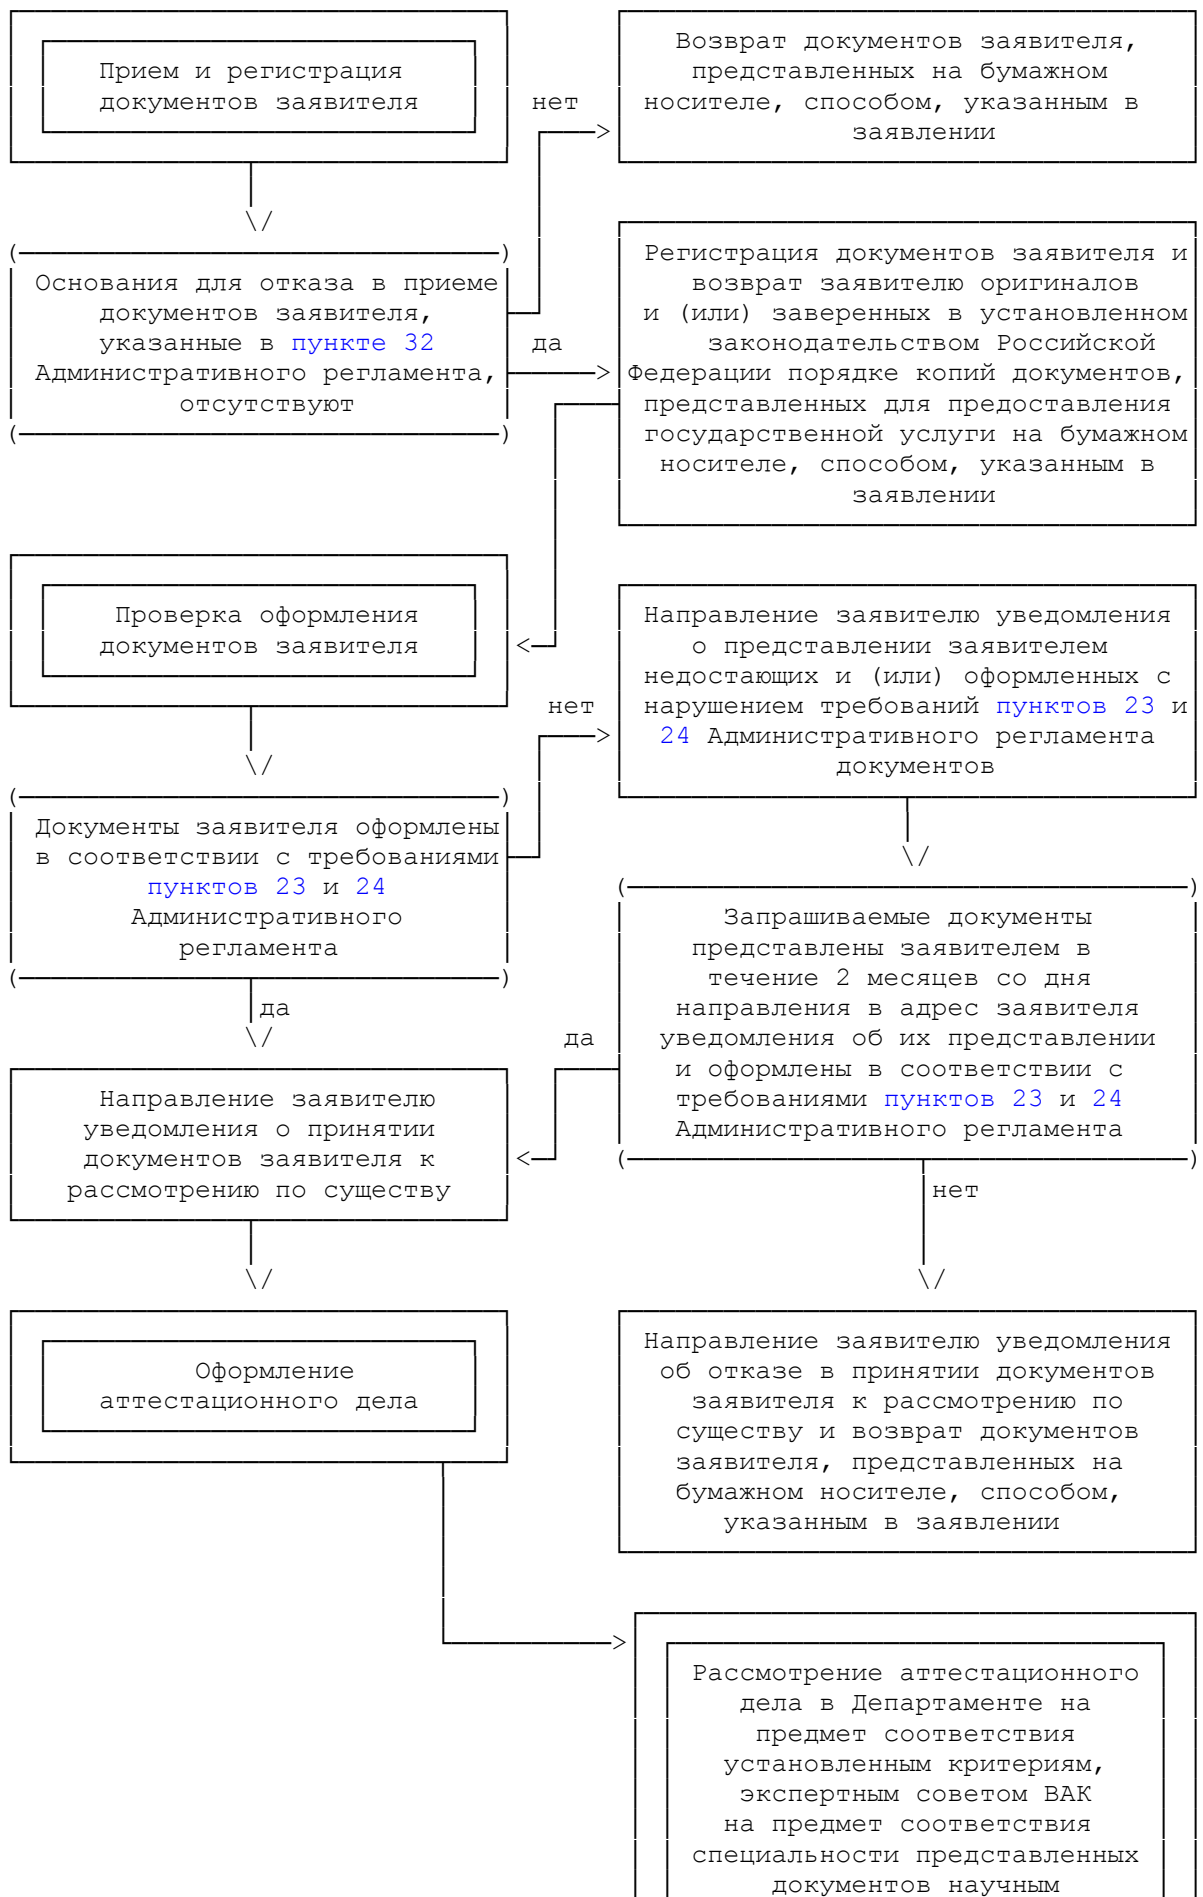 Прием и регистрация
документов заявителя
нет
Возврат документов заявителя,
представленных на бумажном
носителе, способом, указанным в
заявлении
Основания для отказа в приеме
документов заявителя,
указанные в пункте 32
Административного регламента,
отсутствуют
да
Регистрация документов заявителя и
возврат заявителю оригиналов
и (или) заверенных в установленном
законодательством Российской
Федерации порядке копий документов,
представленных для предоставления
государственной услуги на бумажном
носителе, способом, указанным в
заявлении
Проверка оформления
документов заявителя
нет
Направление заявителю уведомления
о представлении заявителем
недостающих и (или) оформленных с
нарушением требований пунктов 23 и
24 Административного регламента
документов
Документы заявителя оформлены
в соответствии с требованиями
пунктов 23 и 24
Административного
регламента
да
Запрашиваемые документы
представлены заявителем в
течение 2 месяцев со дня
направления в адрес заявителя
уведомления об их представлении
и оформлены в соответствии с
требованиями пунктов 23 и 24
Административного регламента
да
нет
Направление заявителю
уведомления о принятии
документов заявителя к
рассмотрению по существу
Оформление
аттестационного дела
Направление заявителю уведомления
об отказе в принятии документов
заявителя к рассмотрению по
существу и возврат документов
заявителя, представленных на
бумажном носителе, способом,
указанным в заявлении
Рассмотрение аттестационного
дела в Департаменте на
предмет соответствия
установленным критериям,
экспертным советом ВАК
на предмет соответствия
специальности представленных
документов научным